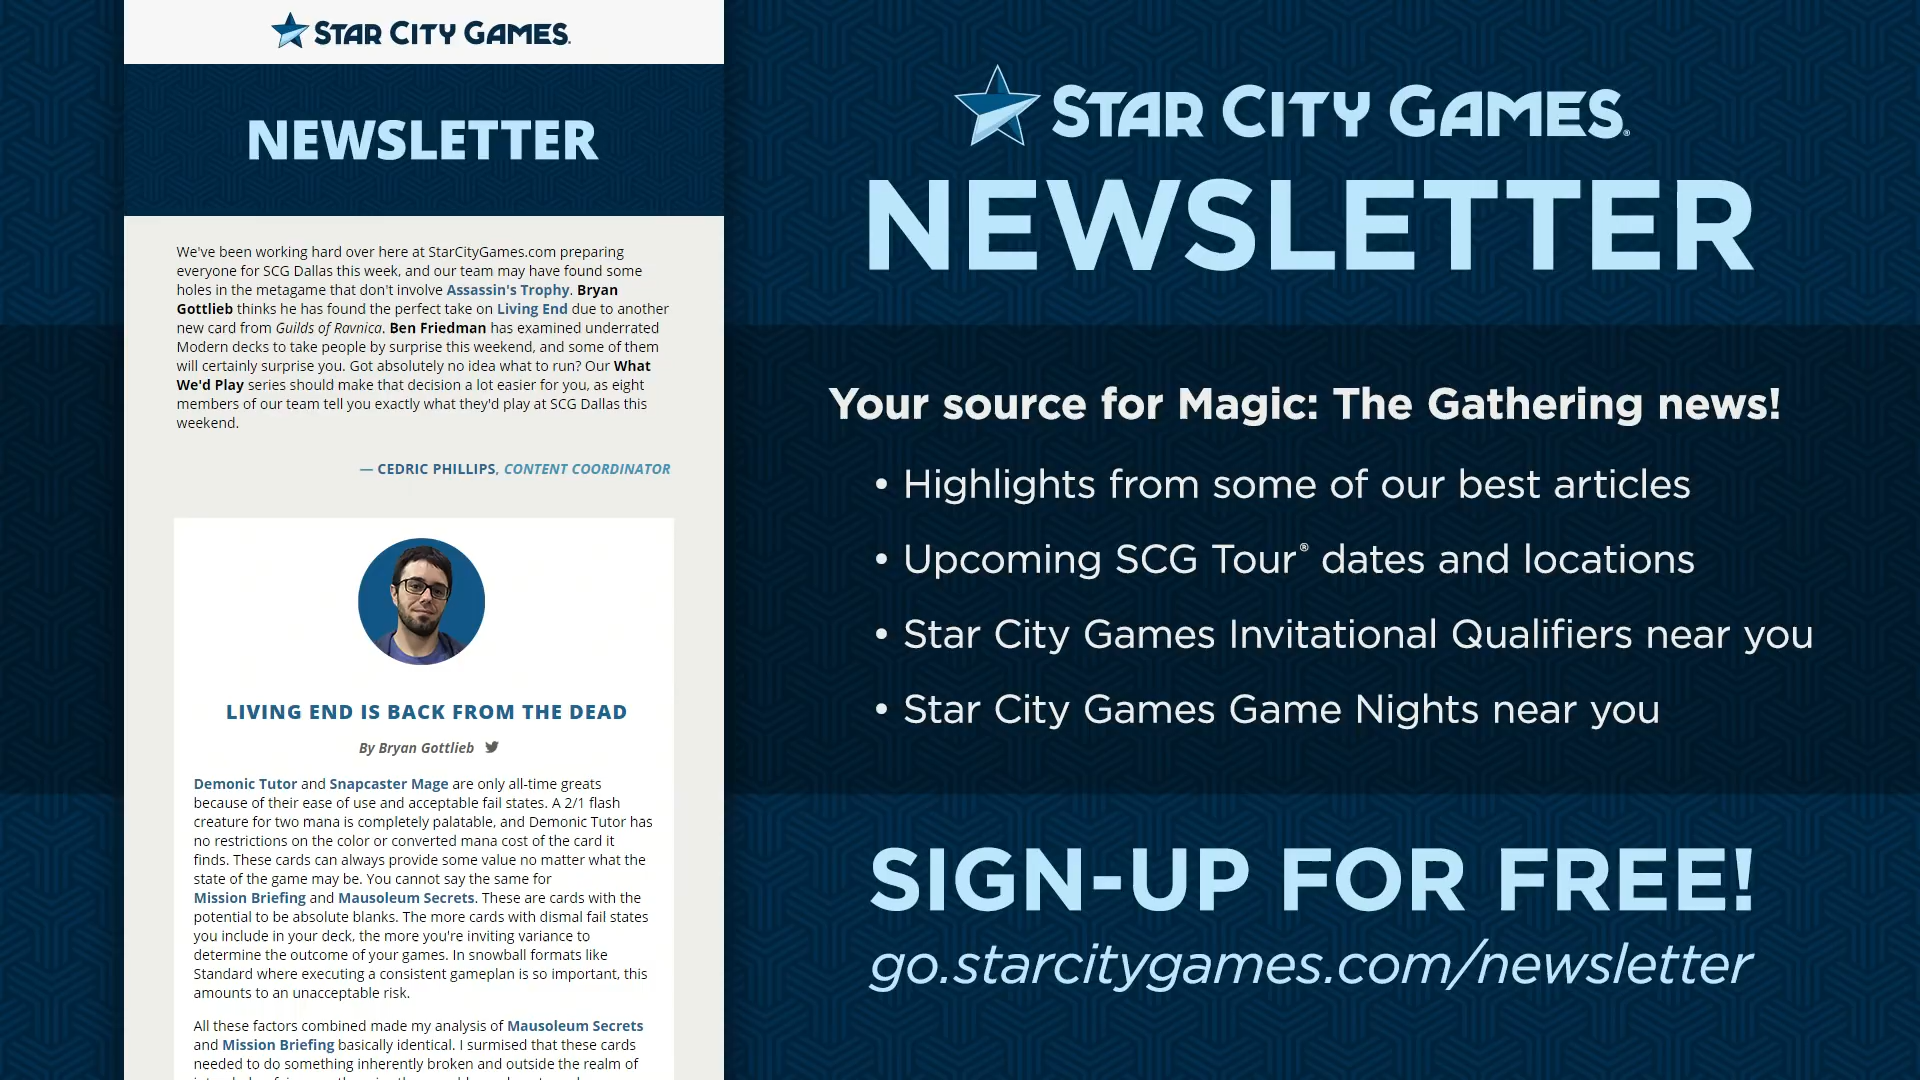 STAR CITY GAMES.
NEWSLETTER
We've been working hard over here at StarCityGames.com preparing
everyone for SCG Dallas this week, and our team may have found some
holes in the metagame that don't involve Assassin's Trophy. Bryan
Gottlieb thinks he has found the perfect take on Living End due to another
new card from Guilds of Ravnica. Ben Friedman has examined underrated
Modern decks to take people by surprise this weekend, and some of them
will certainly surprise you. Got absolutely no idea what to run? Our What
We'd Play series should make that decision a lot easier for you, as eight
members of our team tell you exactly what they'd play at SCG Dallas this
weekend.
— CEDRIC PHILLIPS, CONTENT COORDINATOR
LIVING END IS BACK FROM THE DEAD
By Bryan Gottlieb
Demonic Tutor and Snapcaster Mage are only all-time greats
because of their ease of use and acceptable fail states. A 2/1 flash
creature for two mana is completely palatable, and Demonic Tutor has
no restrictions on the color or converted mana cost of the card it
finds. These cards can always provide some value no matter what the
state of the game may be. You cannot say the same for
Mission Briefing and Mausoleum Secrets. These are cards with the
potential to be absolute blanks. The more cards with dismal fail states
you include in your deck, the more you're inviting variance to
determine the outcome of your games. In snowball formats like
Standard where executing a consistent gameplan is so important, this
amounts to an unacceptable risk.
All these factors combined made my analysis of Mausoleum Secrets
and Mission Briefing basically identical. I surmised that these cards
needed to do something inherently broken and outside the realm of
STAR CITY GAMES®
NEWSLETTER
Your source for Magic: The Gathering news!
• Highlights from some of our best articles
• Upcoming SCG Tour® dates and locations
• Star City Games Invitational Qualifiers near you
• Star City Games Game Nights near you
SIGN-UP FOR FREE!
go.starcitygames.com/newsletter